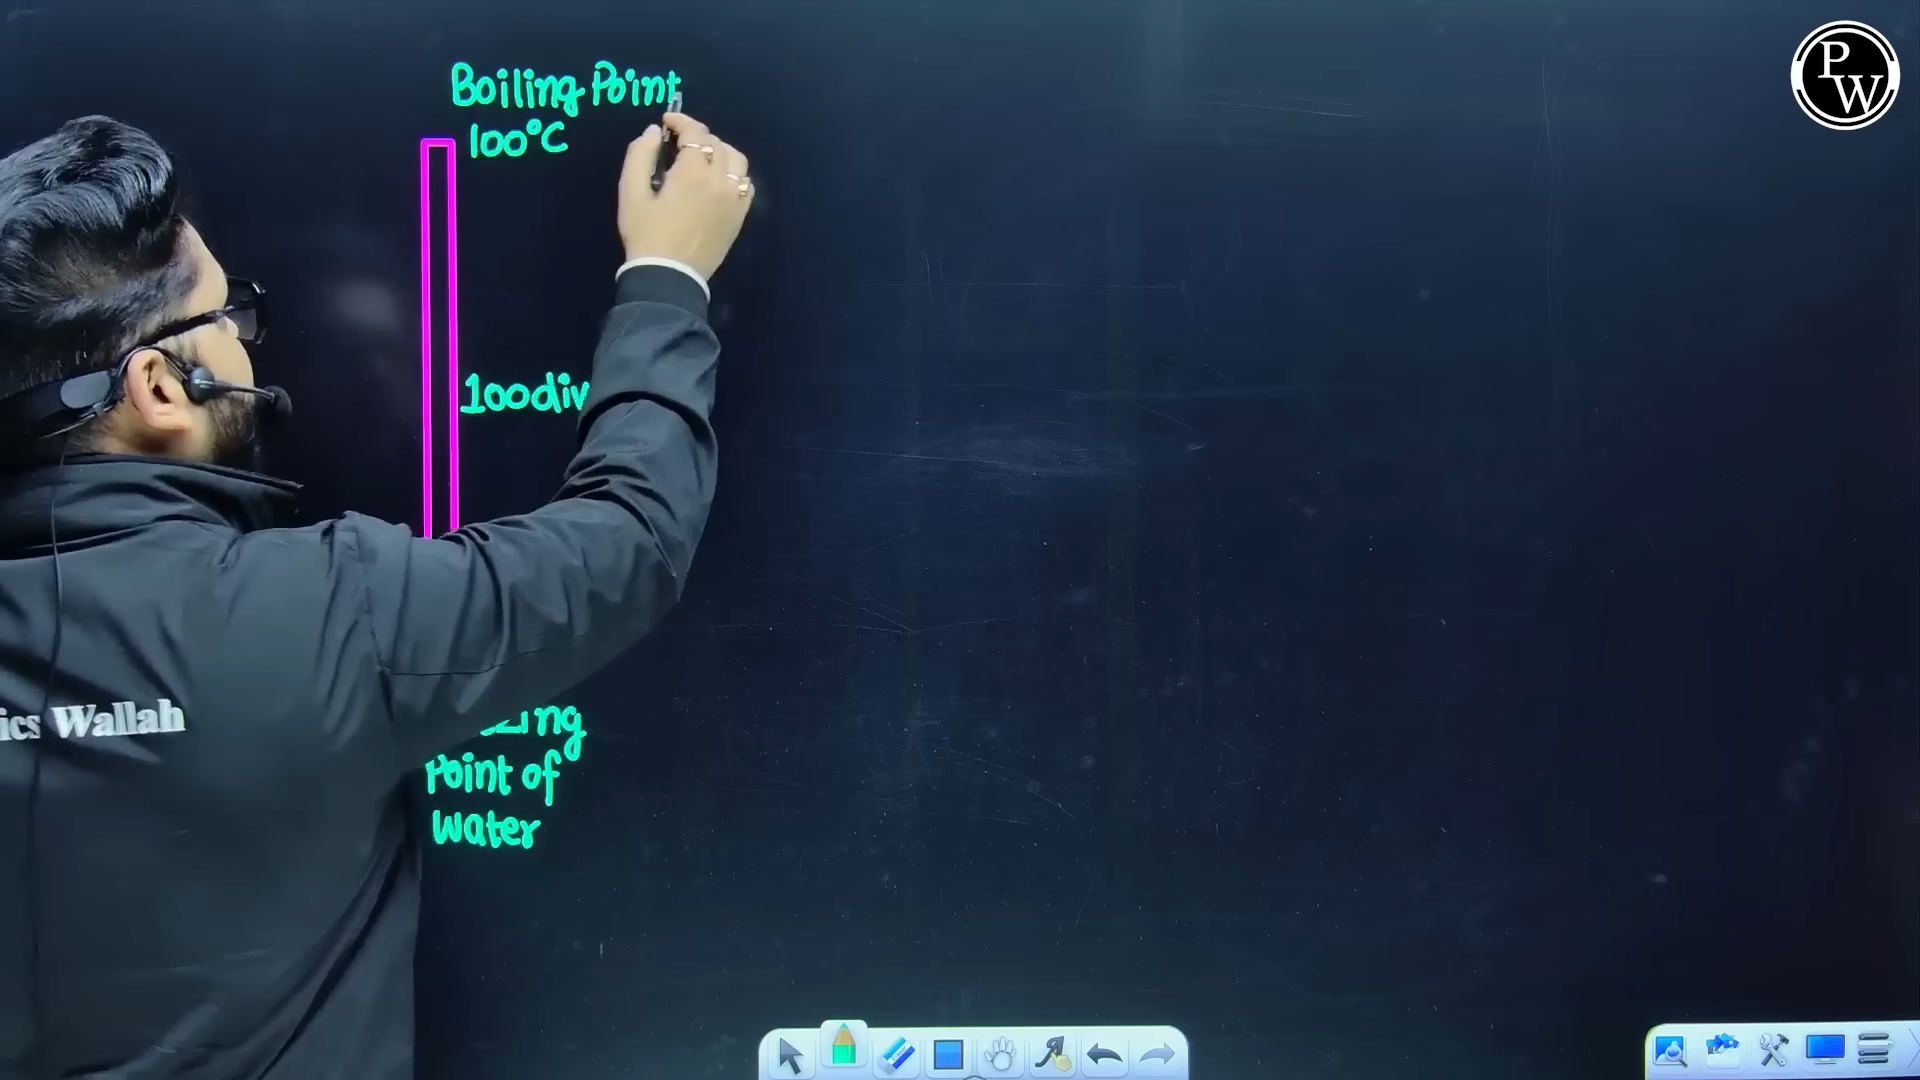 Boiling Point
100°C
100div
Point of
Water
Wallah
P
W